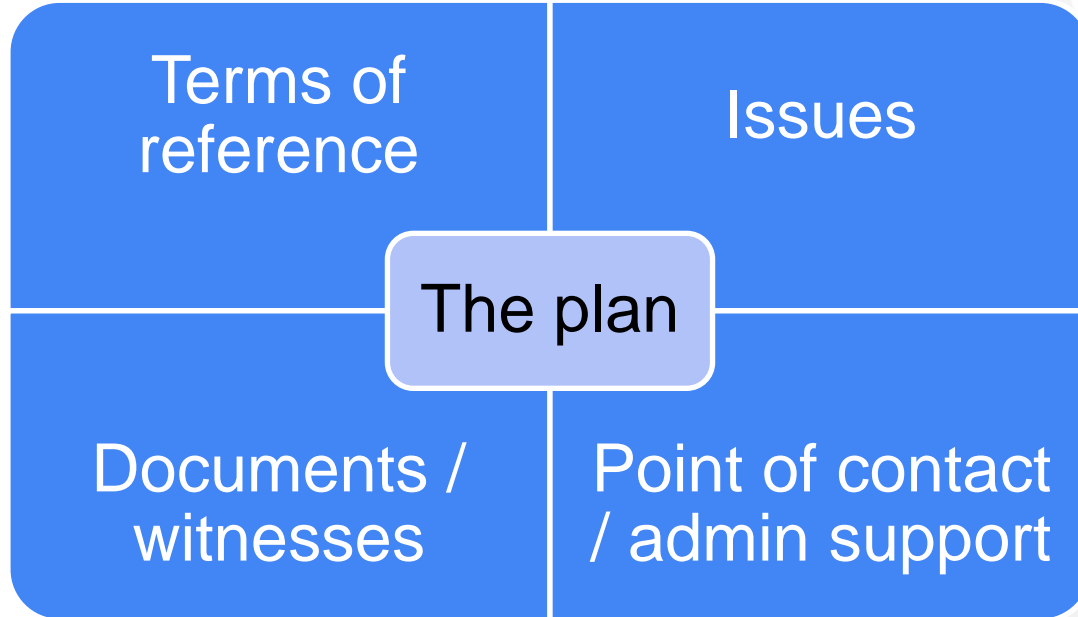 Terms of
reference
Issues
The plan
Documents /
witnesses
Point of contact
/ admin support